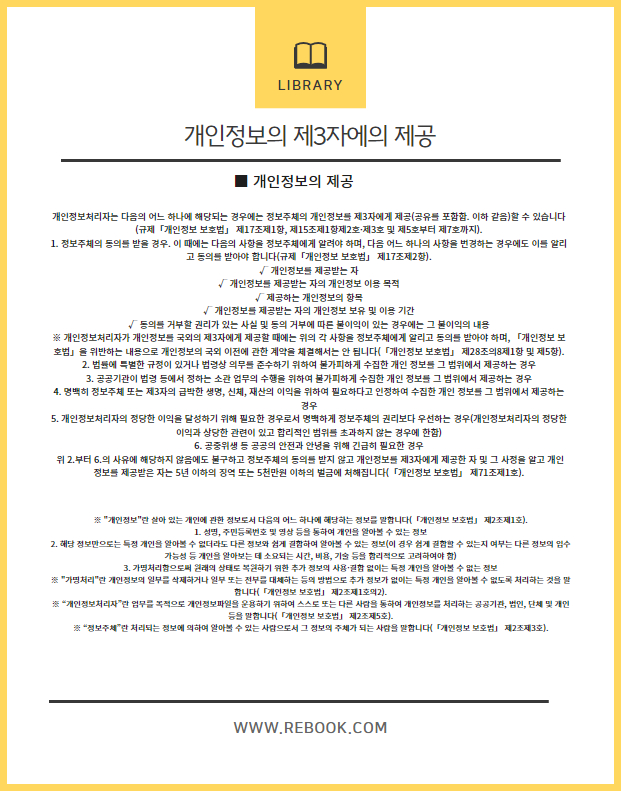 LIBRARY
개인정보의 제3자에의 제공
■ 개인정보의 제공
개인정보처리자는 다음의 어느 하나에 해당되는 경우에는 정보주체의 개인정보를 제3자에게 제공(공유를 포함함. 이하 같음)할 수 있습니다
(규제「개인정보 보호법」 제17조제1항, 제15조제1항제2호·제3호 및 제5호부터 제7호까지).
1. 정보주체의 동의를 받을 경우. 이 때에는 다음의 사항을 정보주체에게 알려야 하며, 다음 어느 하나의 사항을 변경하는 경우에도 이를 알리
고 동의를 받아야 합니다(규제「개인정보 보호법」 제17조제2항).
√ 개인정보를 제공받는 자
√ 개인정보를 제공받는 자의 개인정보 이용 목적
√ 제공하는 개인정보의 항목
√ 개인정보를 제공받는 자의 개인정보 보유 및 이용 기간
√ 동의를 거부할 권리가 있는 사실 및 동의 거부에 따른 불이익이 있는 경우에는 그 불이익의 내용
※ 개인정보처리자가 개인정보를 국외의 제3자에게 제공할 때에는 위의 각 사항을 정보주체에게 알리고 동의를 받아야 하며, 「개인정보 보
호법」을 위반하는 내용으로 개인정보의 국외 이전에 관한 계약을 체결해서는 안 됩니다(「개인정보 보호법」 제28조의8제1항 및 제5항).
2. 법률에 특별한 규정이 있거나 법령상 의무를 준수하기 위하여 불가피하게 수집한 개인 정보를 그 범위에서 제공하는 경우
3. 공공기관이 법령 등에서 정하는 소관 업무의 수행을 위하여 불가피하게 수집한 개인 정보를 그 범위에서 제공하는 경우
4. 명백히 정보주체 또는 제3자의 급박한 생명, 신체, 재산의 이익을 위하여 필요하다고 인정하여 수집한 개인 정보를 그 범위에서 제공하는
경우
5. 개인정보처리자의 정당한 이익을 달성하기 위해 필요한 경우로서 명백하게 정보주체의 권리보다 우선하는 경우(개인정보처리자의 정당한
이익과 상당한 관련이 있고 합리적인 범위를 초과하지 않는 경우에 한함)
6. 공중위생 등 공공의 안전과 안녕을 위해 긴급히 필요한 경우
위 2.부터 6.의 사유에 해당하지 않음에도 불구하고 정보주체의 동의를 받지 않고 개인정보를 제3자에게 제공한 자 및 그 사정을 알고 개인
정보를 제공받은 자는 5년 이하의 징역 또는 5천만원 이하의 벌금에 처해집니다(「개인정보 보호법」 제71조제1호).
※ "개인정보"란 살아 있는 개인에 관한 정보로서 다음의 어느 하나에 해당하는 정보를 말합니다(「개인정보 보호법」 제2조제1호).
1. 성명, 주민등록번호 및 영상 등을 통하여 개인을 알아볼 수 있는 정보
2. 해당 정보만으로는 특정 개인을 알아볼 수 없더라도 다른 정보와 쉽게 결합하여 알아볼 수 있는 정보(이 경우 쉽게 결합할 수 있는지 여부는 다른 정보의 입수
가능성 등 개인을 알아보는 데 소요되는 시간, 비용, 기술 등을 합리적으로 고려하여야 함)
3. 가명처리함으로써 원래의 상태로 복원하기 위한 추가 정보의 사용·결합 없이는 특정 개인을 알아볼 수 없는 정보
※ "가명처리"란 개인정보의 일부를 삭제하거나 일부 또는 전부를 대체하는 등의 방법으로 추가 정보가 없이는 특정 개인을 알아볼 수 없도록 처리하는 것을 말
합니다(「개인정보 보호법」 제2조제1호의2).
※ "개인정보처리자"란 업무를 목적으로 개인정보파일을 운용하기 위하여 스스로 또는 다른 사람을 통하여 개인정보를 처리하는 공공기관, 법인, 단체 및 개인
등을 말합니다(「개인정보 보호법」 제2조제5호).
※ "정보주체"란 처리되는 정보에 의하여 알아볼 수 있는 사람으로서 그 정보의 주체가 되는 사람을 말합니다(「개인정보 보호법」 제2조제3호).
WWW.REBOOK.COM